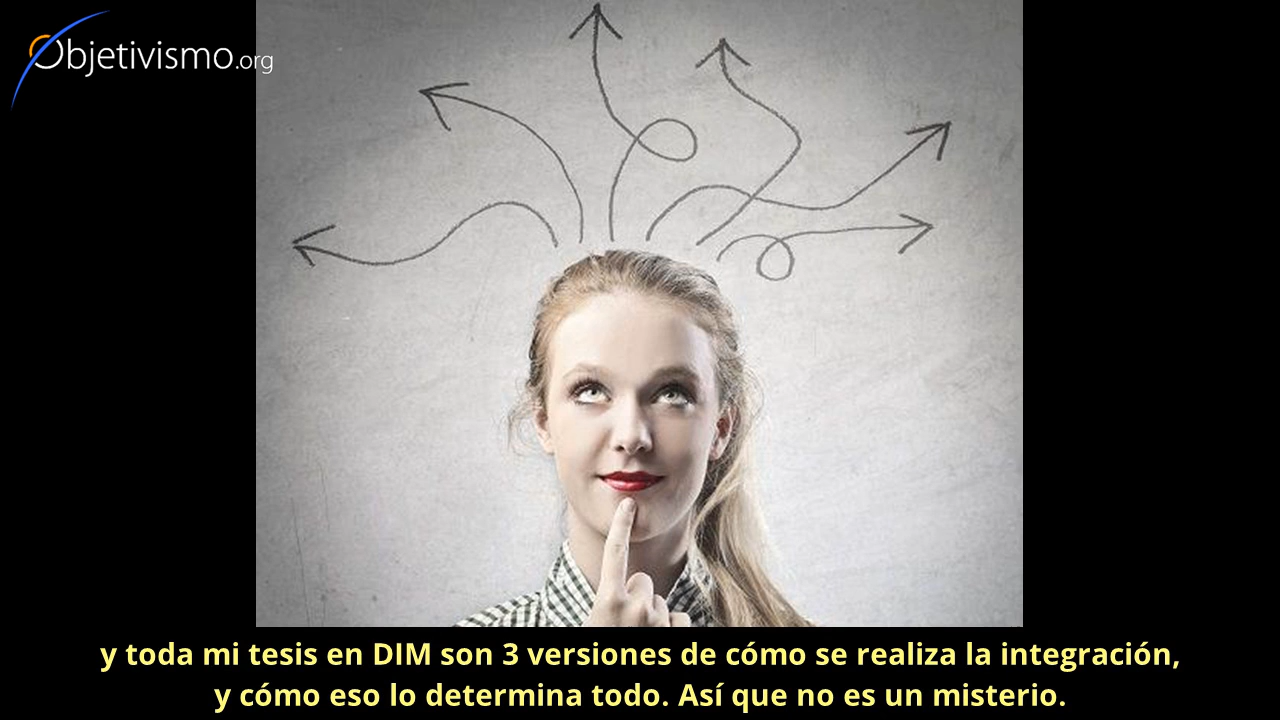 Objetivismo.org
y toda mi tesis en DIM son 3 versiones de cómo se realiza la integración,
y cómo eso lo determina todo. Así que no es un misterio.